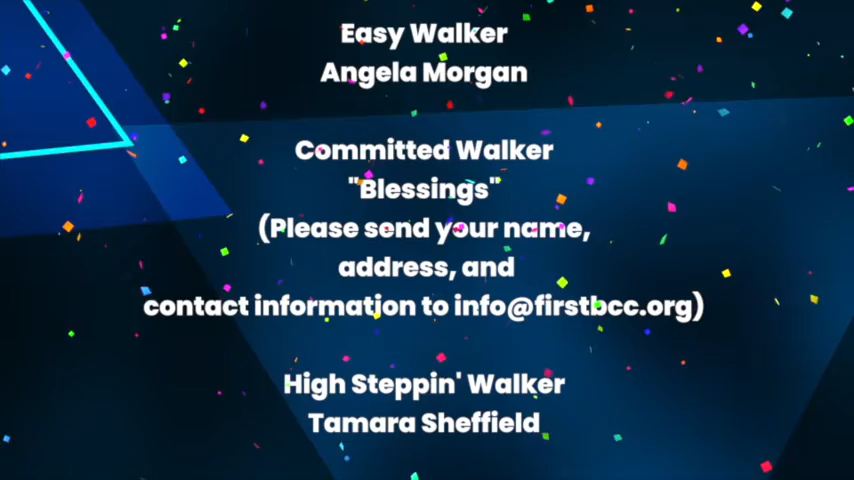 Easy Walker
Angela Morgan
Committed Walker
"Blessings"
(Please send your name,
address, and
contact information to info@firstbcc.org)
High Steppin' Walker
Tamara Sheffield